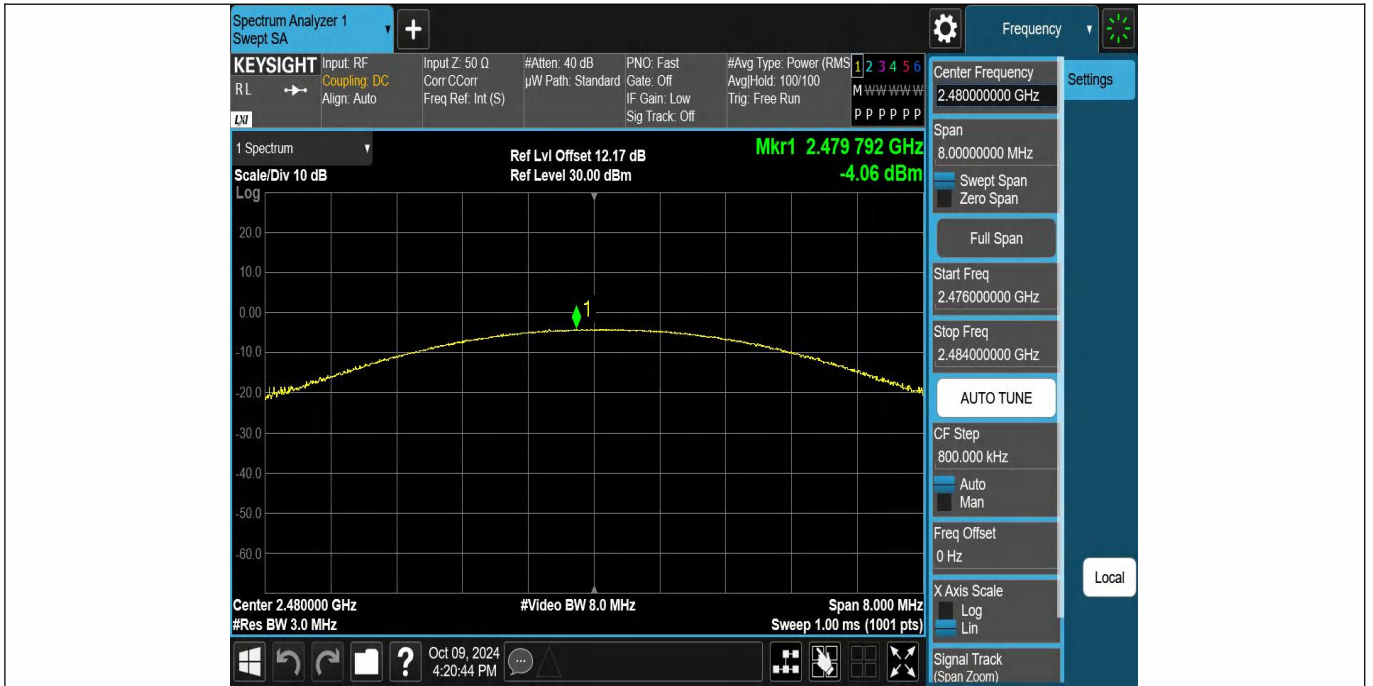 Spectrum Analyzer 1
Swept SA
+
Frequency
KEYSIGHT
RL
LXI
Input: RF
Coupling: DC
Align: Auto
Input Z: 50 Ω
Corr CCorr
Freq Ref: Int (S)
#Atten: 40 dB
µW Path: Standard
PNO: Fast
Gate: Off
IF Gain: Low
Sig Track: Off
#Avg Type: Power (RMS
Avg|Hold: 100/100
Trig: Free Run
1 2 3 4 5 6
M W W W W W
P P P P P P
1 Spectrum
Scale/Div 10 dB
Ref Lvl Offset 12.17 dB
Ref Level 30.00 dBm
Mkr1 2.479 792 GHz
-4.06 dBm
Log
20.0
10.0
0.00
-10.0
-20.0
-30.0
-40.0
-50.0
-60.0
1
Center 2.480000 GHz
#Res BW 3.0 MHz
#Video BW 8.0 MHz
Span 8.000 MHz
Sweep 1.00 ms (1001 pts)
Center Frequency
2.480000000 GHz
Settings
Span
8.00000000 MHz
Swept Span
Zero Span
Full Span
Start Freq
2.476000000 GHz
Stop Freq
2.484000000 GHz
AUTO TUNE
CF Step
800.000 kHz
Auto
Man
Freq Offset
0 Hz
X Axis Scale
Log
Lin
Local
Signal Track
(Span Zoom)
?
Oct 09, 2024
4:20:44 PM